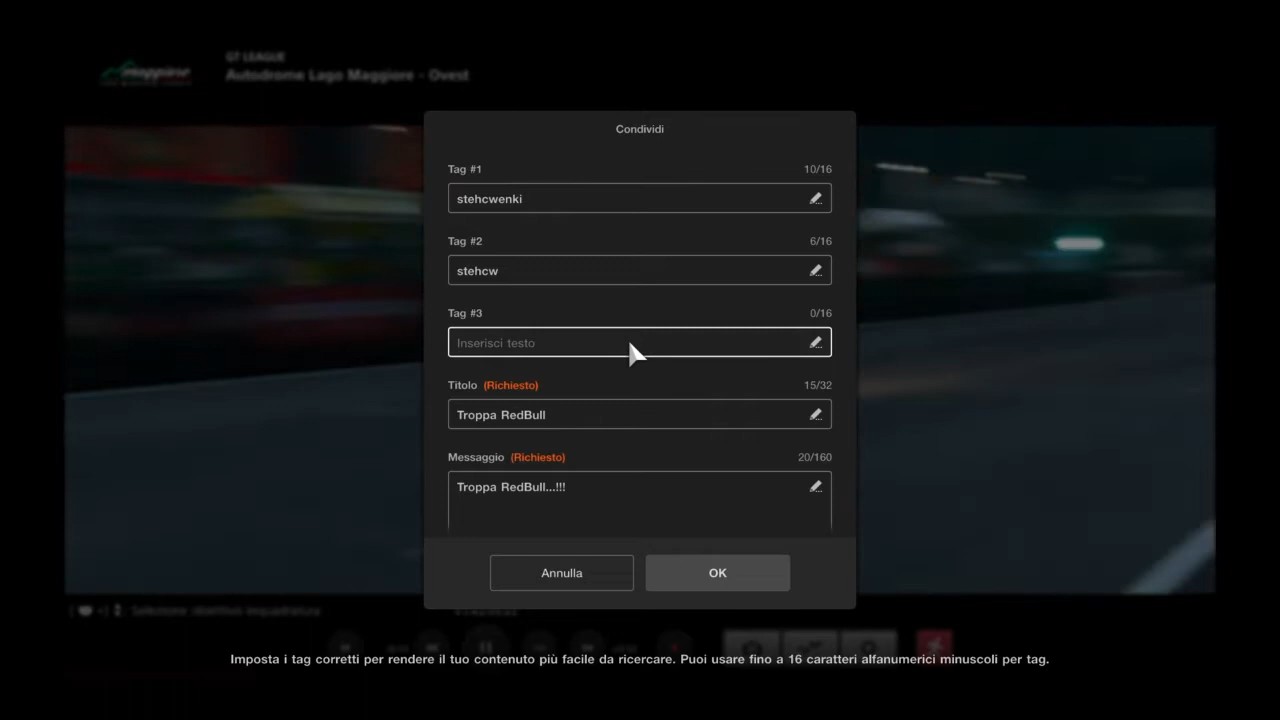 GT LEAGUE
Autodrome Lago Maggiore - Ovest
Condividi
Tag #1
10/16
stehcwenki
Tag #2
6/16
stehcw
Tag #3
0/16
Inserisci testo
Titolo (Richiesto)
15/32
Troppa RedBull
Messaggio (Richiesto)
20/160
Troppa RedBull...!!!
Annulla
OK
Imposta i tag corretti per rendere il tuo contenuto più facile da ricercare. Puoi usare fino a 16 caratteri alfanumerici minuscoli per tag.